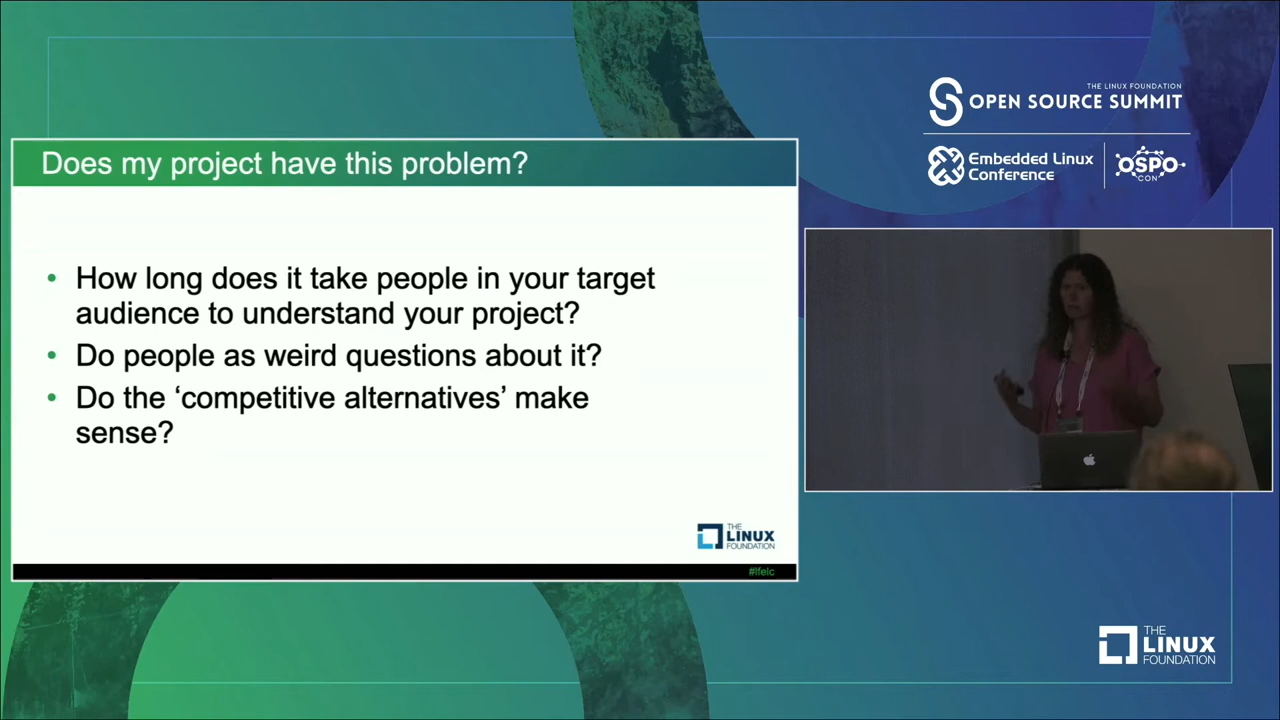 THE LINUX FOUNDATION
OPEN SOURCE SUMMIT
Embedded Linux
Conference
OSPO
CON
Does my project have this problem?
• How long does it take people in your target
audience to understand your project?
• Do people as weird questions about it?
• Do the ‘competitive alternatives’ make
sense?
THE
LINUX
FOUNDATION
#lfelc
THE
LINUX
FOUNDATION